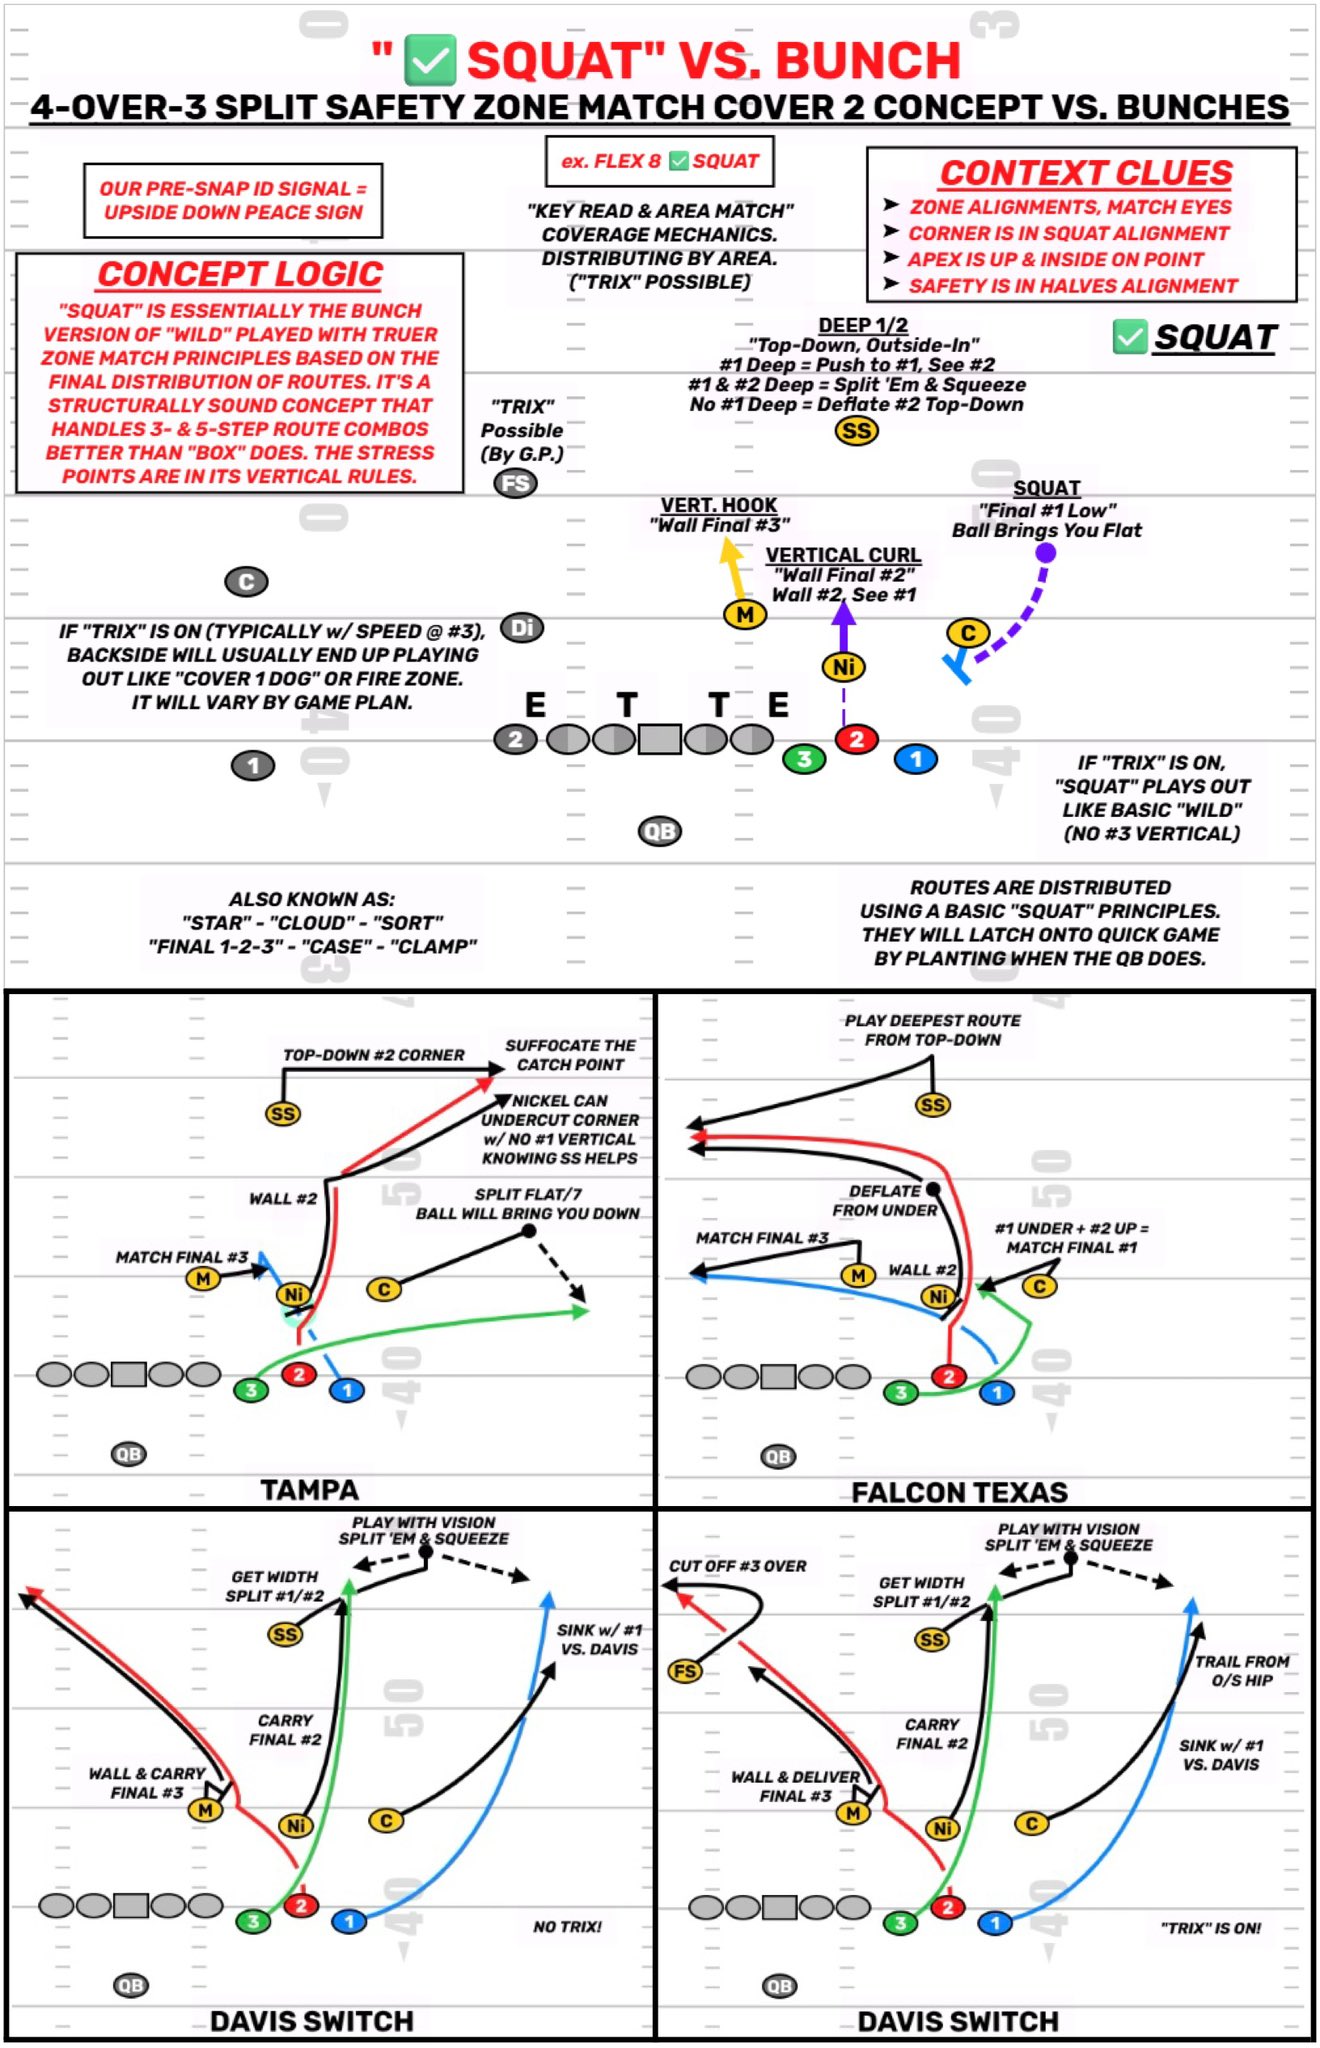 "✅ SQUAT" VS. BUNCH
4-OVER-3 SPLIT SAFETY ZONE MATCH COVER 2 CONCEPT VS. BUNCHES
OUR PRE-SNAP ID SIGNAL =
UPSIDE DOWN PEACE SIGN
ex. FLEX 8 ✅ SQUAT
"KEY READ & AREA MATCH"
COVERAGE MECHANICS.
DISTRIBUTING BY AREA.
("TRIX" POSSIBLE)
CONTEXT CLUES
➤ ZONE ALIGNMENTS, MATCH EYES
➤ CORNER IS IN SQUAT ALIGNMENT
➤ APEX IS UP & INSIDE ON POINT
➤ SAFETY IS IN HALVES ALIGNMENT
CONCEPT LOGIC
"SQUAT" IS ESSENTIALLY THE BUNCH
VERSION OF "WILD" PLAYED WITH TRUER
ZONE MATCH PRINCIPLES BASED ON THE
FINAL DISTRIBUTION OF ROUTES. IT'S A
STRUCTURALLY SOUND CONCEPT THAT
HANDLES 3- & 5-STEP ROUTE COMBOS
BETTER THAN "BOX" DOES. THE STRESS
POINTS ARE IN ITS VERTICAL RULES.
✅ SQUAT
DEEP 1/2
"Top-Down, Outside-In"
#1 Deep = Push to #1, See #2
#1 & #2 Deep = Split 'Em & Squeeze
No #1 Deep = Deflate #2 Top-Down
SS
"TRIX"
Possible
(By G.P.)
FS
VERT. HOOK
"Wall Final #3"
SQUAT
"Final #1 Low"
Ball Brings You Flat
VERTICAL CURL
"Wall Final #2"
Wall #2, See #1
C
M
Di
C
Ni
IF "TRIX" IS ON (TYPICALLY w/ SPEED @ #3),
BACKSIDE WILL USUALLY END UP PLAYING
OUT LIKE "COVER 1 DOG" OR FIRE ZONE.
IT WILL VARY BY GAME PLAN.
E T T E
2 3 2 1
1
QB
IF "TRIX" IS ON,
"SQUAT" PLAYS OUT
LIKE BASIC "WILD"
(NO #3 VERTICAL)
ALSO KNOWN AS:
"STAR" - "CLOUD" - "SORT"
"FINAL 1-2-3" - "CASE" - "CLAMP"
ROUTES ARE DISTRIBUTED
USING A BASIC "SQUAT" PRINCIPLES.
THEY WILL LATCH ONTO QUICK GAME
BY PLANTING WHEN THE QB DOES.
0
3
0
50
40
40
3
TOP-DOWN #2 CORNER
SUFFOCATE THE
CATCH POINT
SS
NICKEL CAN
UNDERCUT CORNER
w/ NO #1 VERTICAL
KNOWING SS HELPS
WALL #2
SPLIT FLAT/7
BALL WILL BRING YOU DOWN
MATCH FINAL #3
M
Ni
C
3 2 1
QB
50
40
TAMPA
PLAY DEEPEST ROUTE
FROM TOP-DOWN
SS
DEFLATE
FROM UNDER
#1 UNDER + #2 UP =
MATCH FINAL #1
MATCH FINAL #3
M
WALL #2
Ni
C
3 2 1
QB
50
40
FALCON TEXAS
PLAY WITH VISION
SPLIT 'EM & SQUEEZE
GET WIDTH
SPLIT #1/#2
SS
SINK w/ #1
VS. DAVIS
CARRY
FINAL #2
WALL & CARRY
FINAL #3
M
Ni
C
3 2 1
NO TRIX!
QB
50
40
DAVIS SWITCH
PLAY WITH VISION
SPLIT 'EM & SQUEEZE
CUT OFF #3 OVER
GET WIDTH
SPLIT #1/#2
SS
FS
TRAIL FROM
O/S HIP
CARRY
FINAL #2
SINK w/ #1
VS. DAVIS
WALL & DELIVER
FINAL #3
M
Ni
C
3 2 1
"TRIX" IS ON!
QB
50
40
DAVIS SWITCH